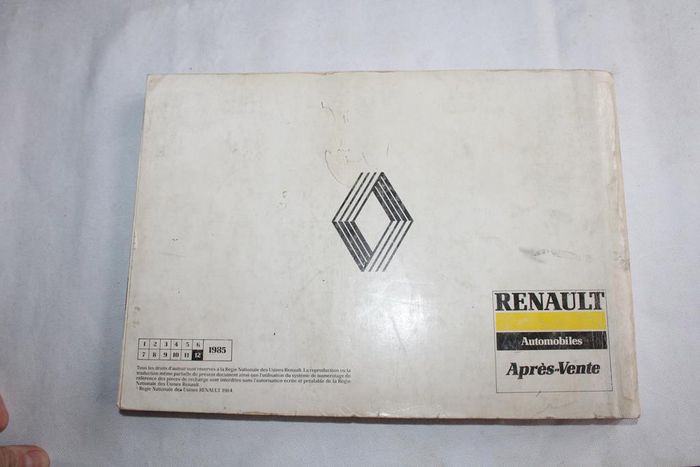 RENAULT
Automobiles
Après-Vente
1 2 3 4 5 6 1985
7 8 9 10 11 12
Tous les droits d'auteur sont réservés à la Régie Nationale des Usines Renault. La reproduction ou la
traduction même partielle du présent document ainsi que l'utilisation du système de numérotage de
référence des pièces de rechange sont interdites sans l'autorisation écrite et préalable de la Régie
Nationale des Usines Renault.
Régie Nationale des Usines RENAULT 1984